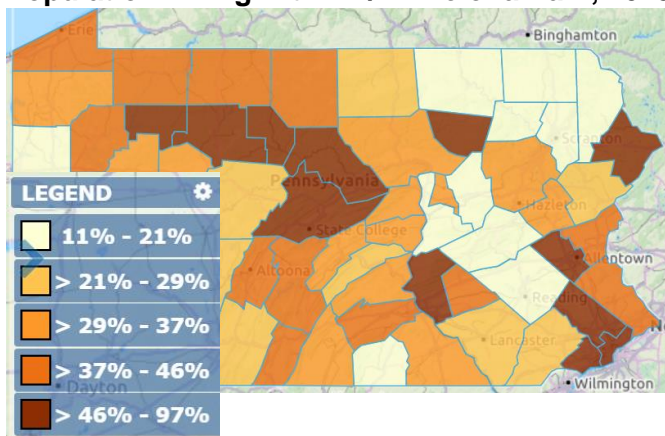 Erie
Binghamton
Scranton
Pennsylvania
Hazleton
State College
Altoona
Allentown
Reading
Lancaster
Dayton
Wilmington
LEGEND
11% - 21%
> 21% - 29%
> 29% - 37%
> 37% - 46%
> 46% - 97%